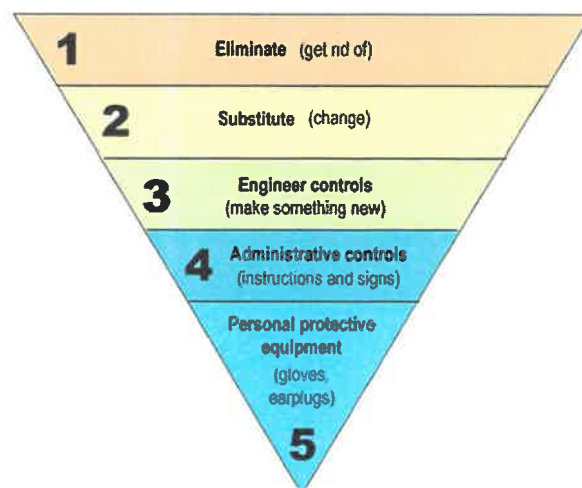 1 Eliminate (get rid of)
2 Substitute (change)
3 Engineer controls
(make something new)
4 Administrative controls
(instructions and signs)
Personal protective
equipment
(gloves,
earplugs)
5